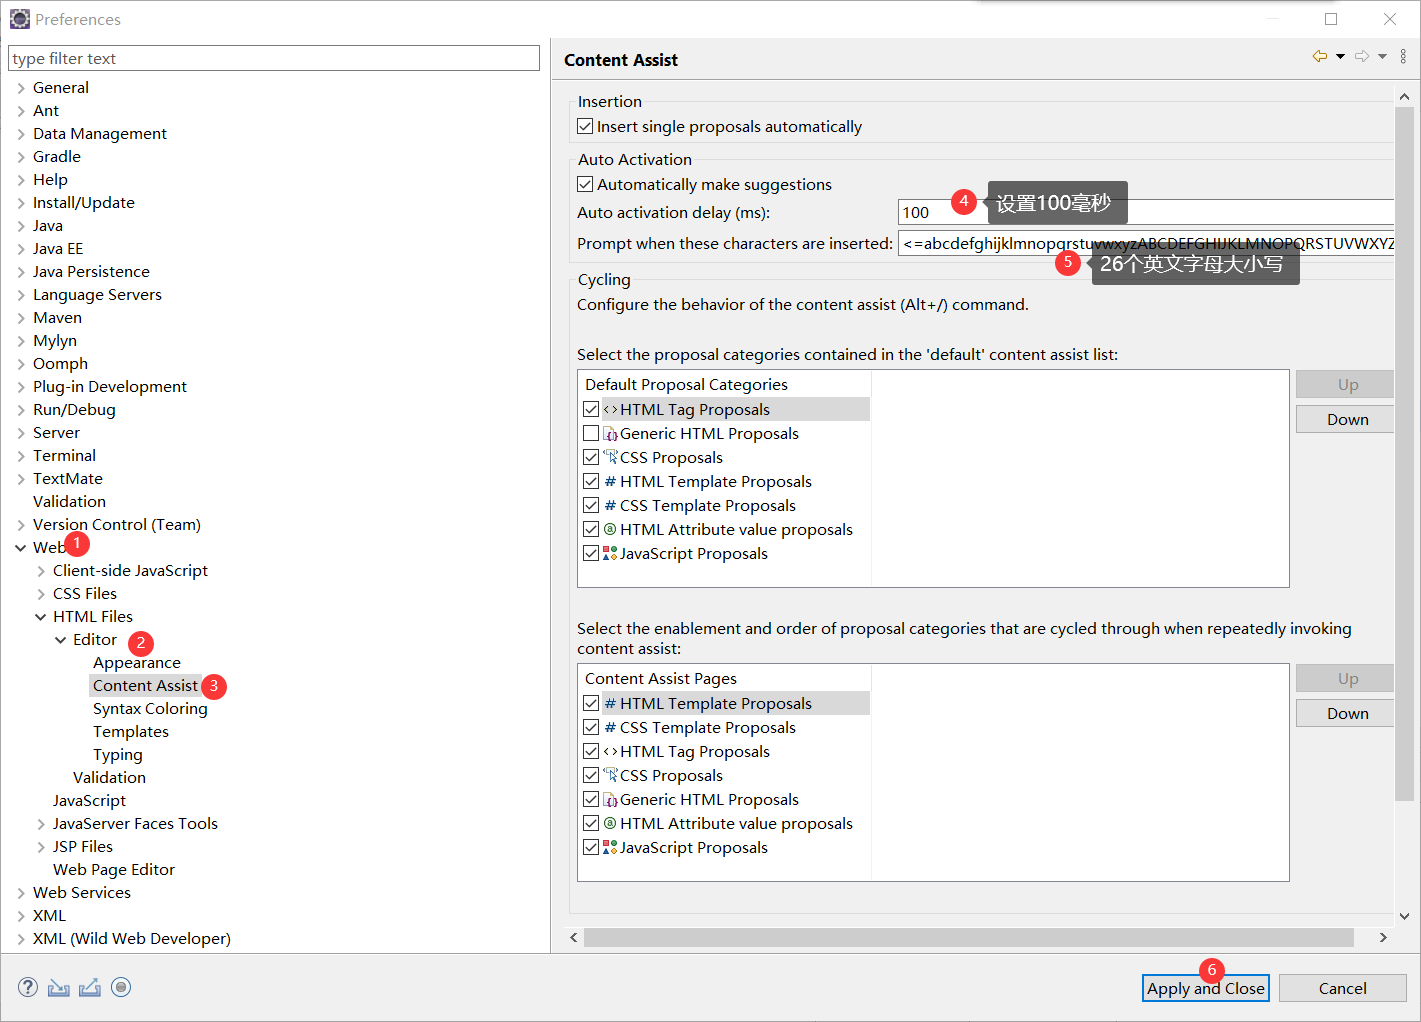 Preferences
type filter text
General
Ant
Data Management
Gradle
Help
Install/Update
Java
Java EE
Java Persistence
Language Servers
Maven
Mylyn
Oomph
Plug-in Development
Run/Debug
Server
Terminal
TextMate
Validation
Version Control (Team)
Web 1
Client-side JavaScript
CSS Files
HTML Files
Editor 2
Appearance
Content Assist 3
Syntax Coloring
Templates
Typing
Validation
JavaScript
JavaServer Faces Tools
JSP Files
Web Page Editor
Web Services
XML
XML (Wild Web Developer)
Content Assist
Insertion
Insert single proposals automatically
Auto Activation
Automatically make suggestions
Auto activation delay (ms): 100 4 设置100毫秒
Prompt when these characters are inserted: <=abcdefghijklmnopqrstuvwxyzABCDEFGHIJKLMNOPQRSTUVWXYZ
5 26个英文字母大小写
Cycling
Configure the behavior of the content assist (Alt+/) command.
Select the proposal categories contained in the 'default' content assist list:
Default Proposal Categories
HTML Tag Proposals
Generic HTML Proposals
CSS Proposals
HTML Template Proposals
CSS Template Proposals
HTML Attribute value proposals
JavaScript Proposals
Up
Down
Select the enablement and order of proposal categories that are cycled through when repeatedly invoking
content assist:
Content Assist Pages
HTML Template Proposals
CSS Template Proposals
HTML Tag Proposals
CSS Proposals
Generic HTML Proposals
HTML Attribute value proposals
JavaScript Proposals
Up
Down
6
Apply and Close
Cancel